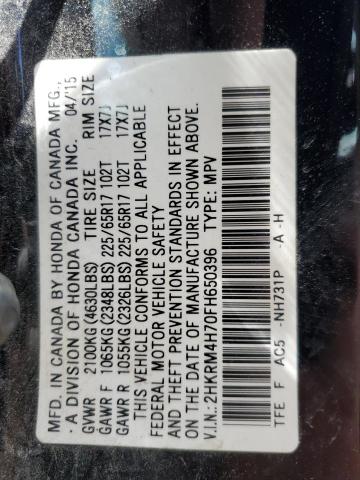 MFD. IN CANADA BY HONDA OF CANADA MFG.,
- A DIVISION OF HONDA CANADA INC. 04/'15
GVWR 2100KG(4630LBS) TIRE SIZE RIM SIZE
GAWR F 1065KG(2348LBS) 225/65R17 102T 17X7J
GAWR R 1055KG(2326LBS) 225/65R17 102T 17X7J
THIS VEHICLE CONFORMS TO ALL APPLICABLE
FEDERAL MOTOR VEHICLE SAFETY
AND THEFT PREVENTION STANDARDS IN EFFECT
ON THE DATE OF MANUFACTURE SHOWN ABOVE.
V.I.N.: 2HKRM4H70FH650396 TYPE: MPV
TFE F AC5 -NH731P A -H